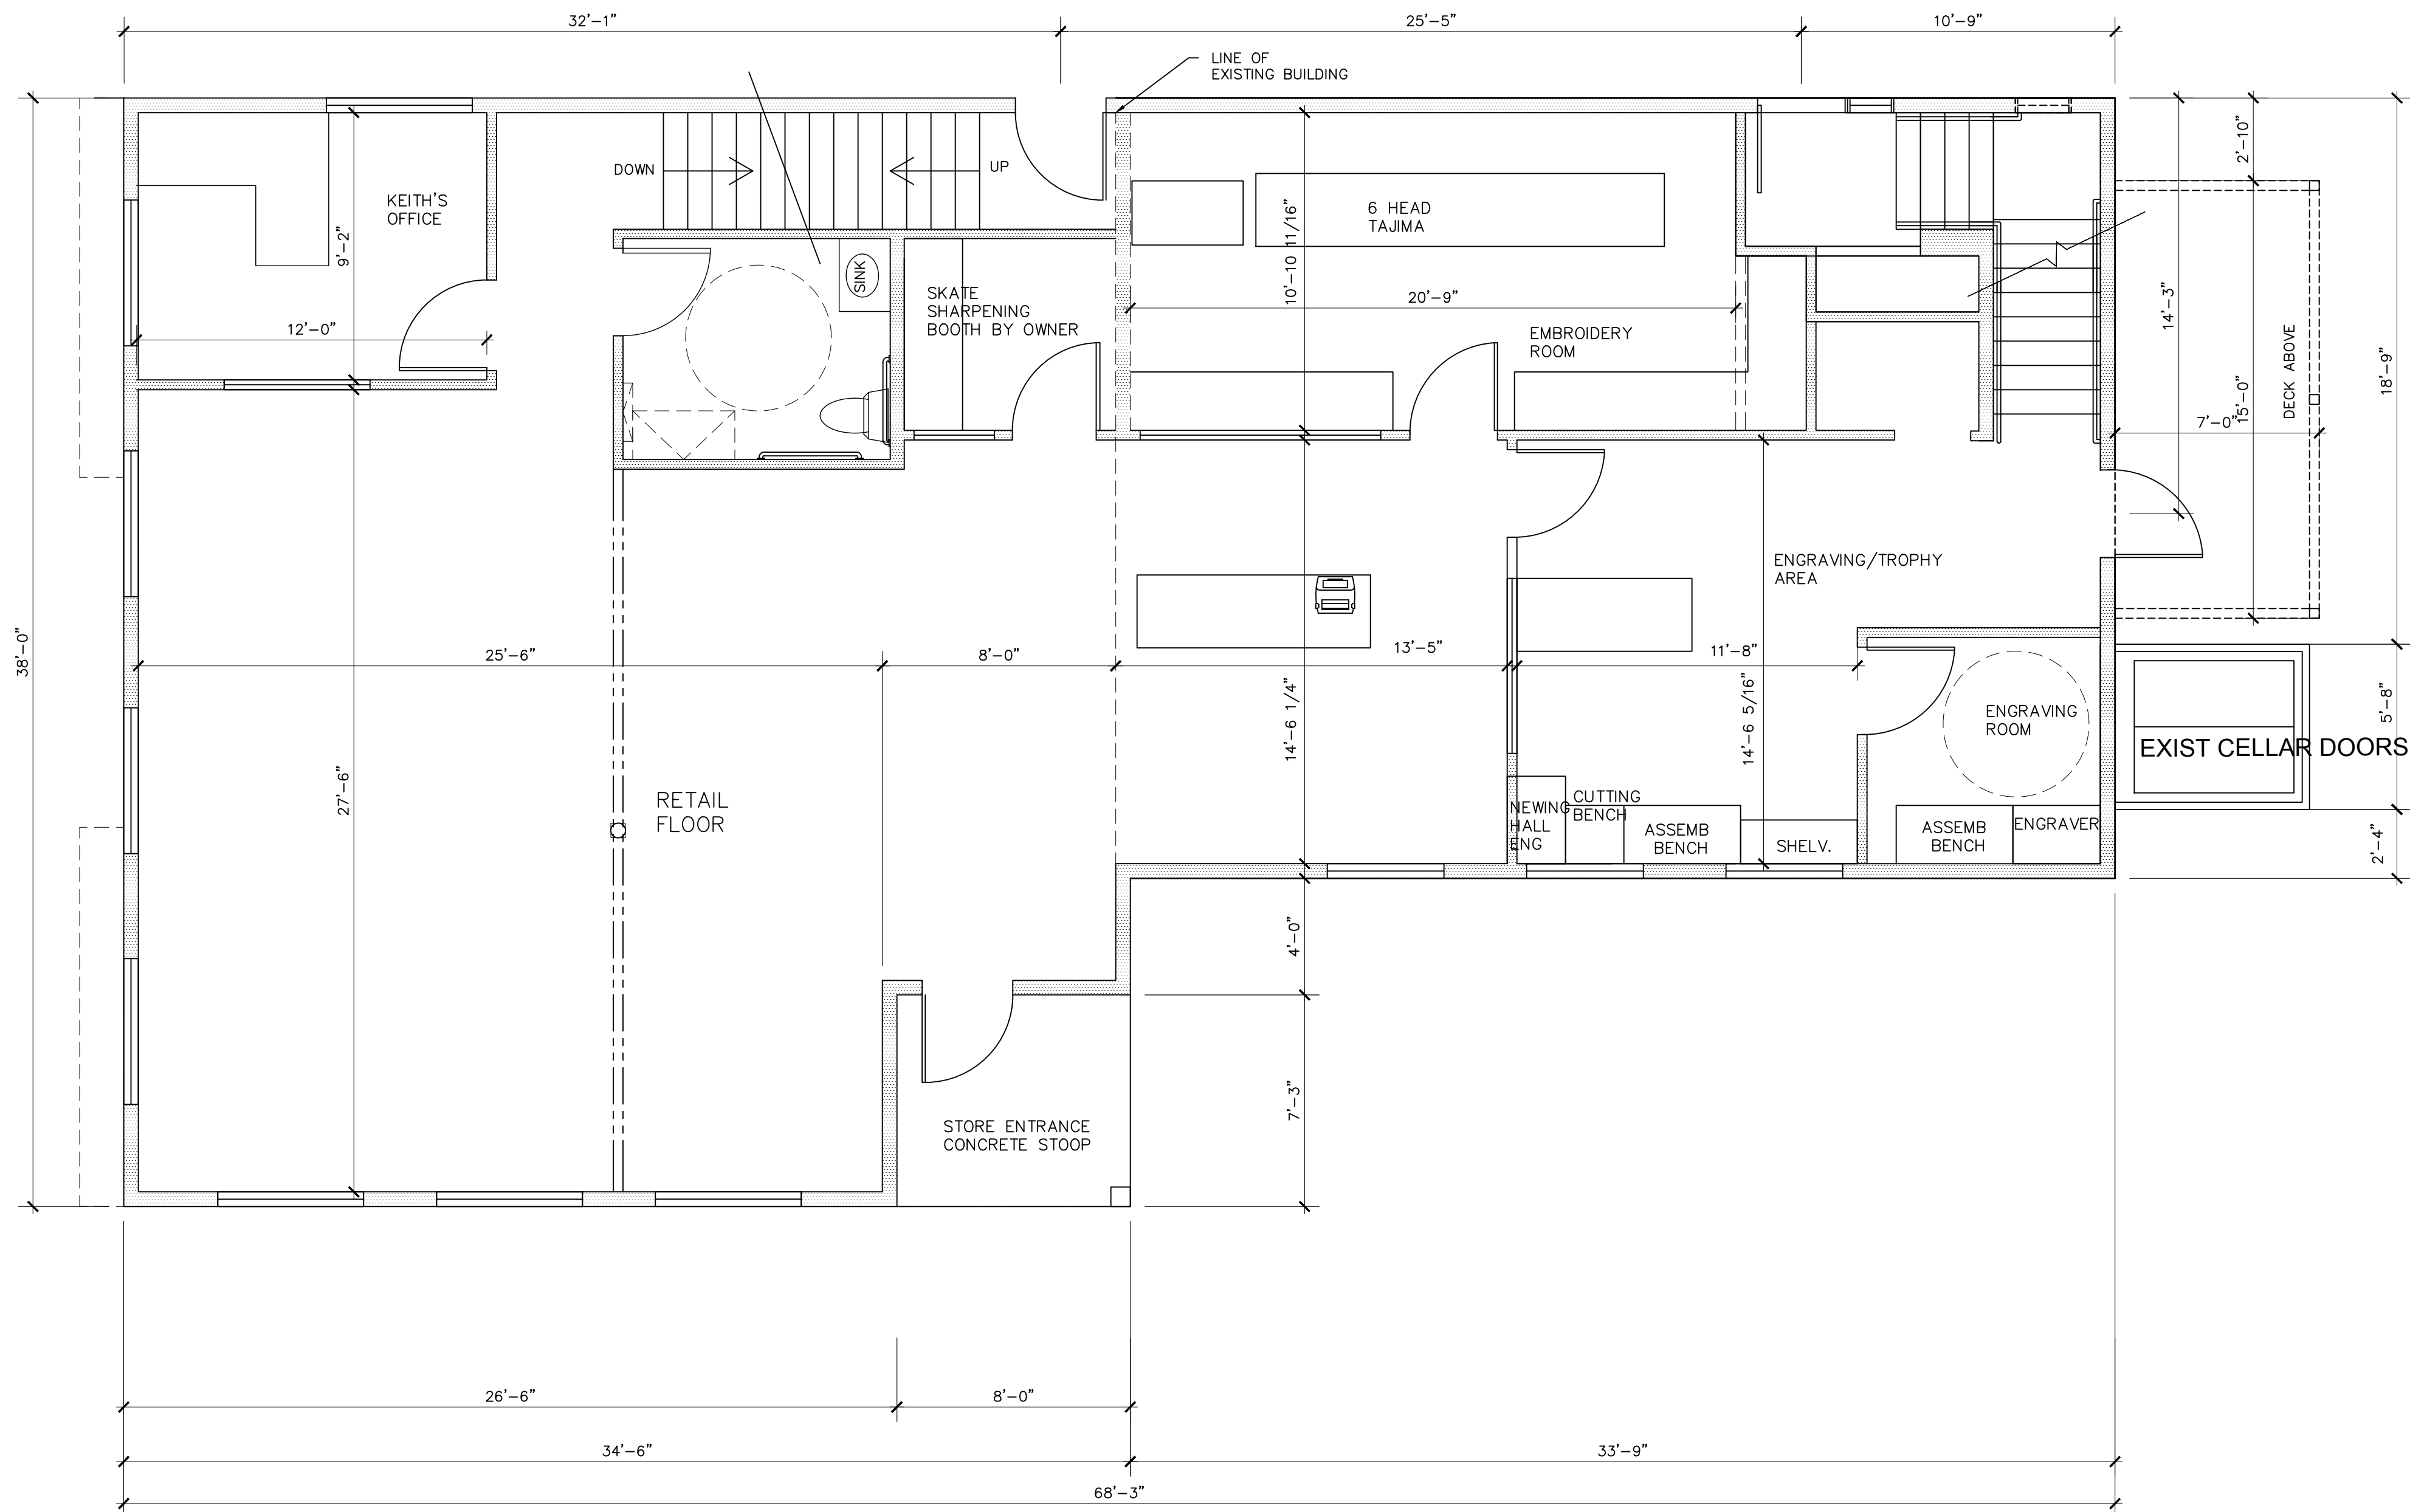 32'-1"
25'-5"
10'-9"
LINE OF
EXISTING BUILDING
DOWN
UP
KEITH'S
OFFICE
9'-2"
12'-0"
SINK
SKATE
SHARPENING
BOOTH BY OWNER
6 HEAD
TAJIMA
10'-10 11/16"
20'-9"
EMBROIDERY
ROOM
2'-10"
14'-3"
15'-0"
7'-0"
DECK ABOVE
18'-9"
38'-0"
ENGRAVING/TROPHY
AREA
25'-6"
8'-0"
13'-5"
11'-8"
14'-6 1/4"
14'-6 5/16"
ENGRAVING
ROOM
5'-8"
EXIST CELLAR DOORS
27'-6"
RETAIL
FLOOR
NEWING
HALL
ENG
CUTTING
BENCH
ASSEMB
BENCH
SHELV.
ASSEMB
BENCH
ENGRAVER
2'-4"
4'-0"
7'-3"
STORE ENTRANCE
CONCRETE STOOP
26'-6"
8'-0"
34'-6"
33'-9"
68'-3"